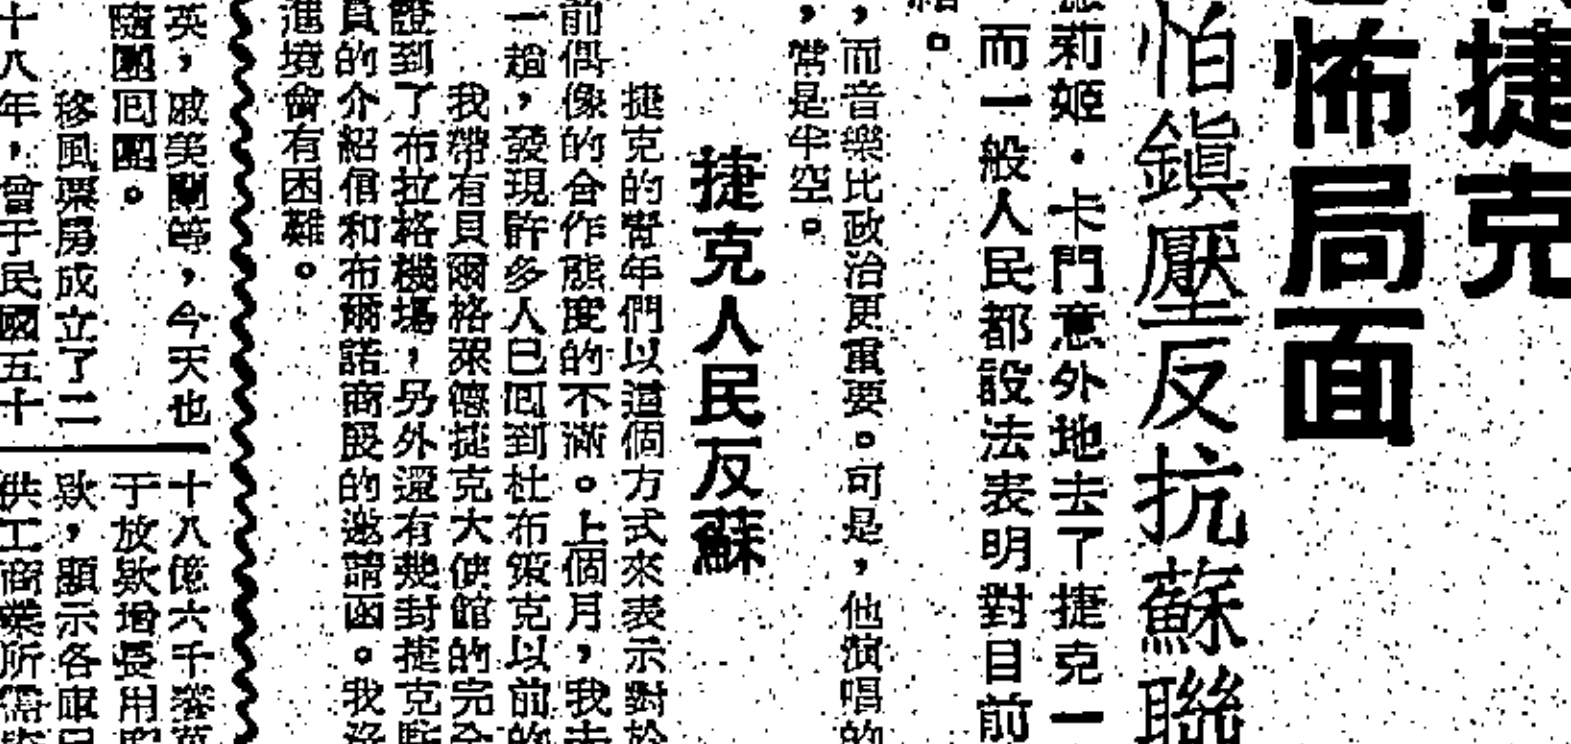 捷克
怖局面
怕鎮壓反抗蘇聯
莉姬·卡門意外地去了捷克一
而一般人民都設法表明對目前
。
，而音樂比政治更重要。可是，他演唱的
，常是半空。
捷克人民反蘇
捷克的青年們以這個方式來表示對於
前偶像的合作態度的不滿。上個月，我去
一趟，發現許多人已回到杜布策克以前的
我帶有貝爾格萊德捷克大使館的完全
證到了布拉格機場，另外還有幾封捷克
員的介紹信和布爾諾商展的邀請函。我
進境會有困難。
英，戚美蘭等，今天也
隨團回國。
移風票房成立了二
十八年，曾于民國五十
十八億六千
于放款增長用
款，顯示各
供工商業所需